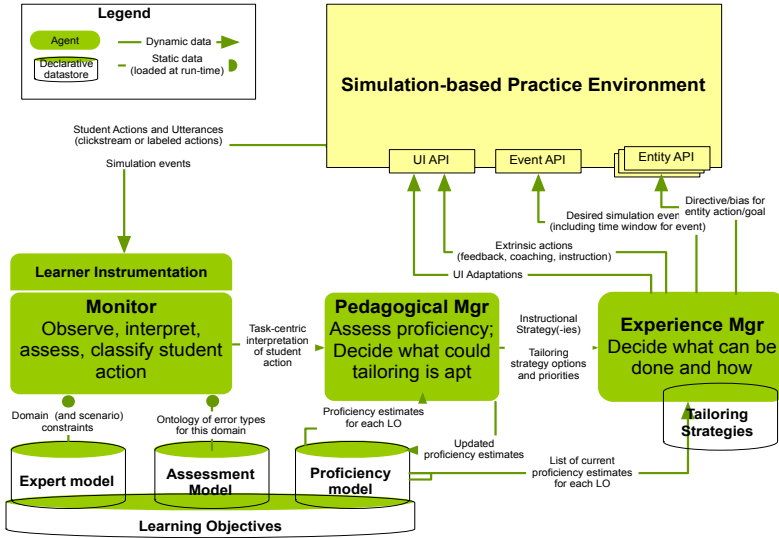 Legend
Agent
Dynamic data
Declarative
datastore
Static data
(loaded at run-time)
Simulation-based Practice Environment
UI API
Event API
Entity API
Student Actions and Utterances
(clickstream or labeled actions)
Simulation events
Directive/bias for
entity action/goal
Desired simulation even
(including time window for event)
Extrinsic actions
(feedback, coaching, instruction)
UI Adaptations
Learner Instrumentation
Monitor
Observe, interpret,
assess, classify student
action
Task-centric
interpretation
of student
action
Pedagogical Mgr
Assess proficiency;
Decide what could
tailoring is apt
Instructional
Strategy(-ies)
Tailoring
strategy options
and priorities
Experience Mgr
Decide what can be
done and how
Tailoring
Strategies
Domain (and scenario)
constraints
Ontology of error types
for this domain
Proficiency estimates
for each LO
Updated
proficiency estimates
List of current
proficiency estimates
for each LO
Expert model
Assessment
Model
Proficiency
model
Learning Objectives